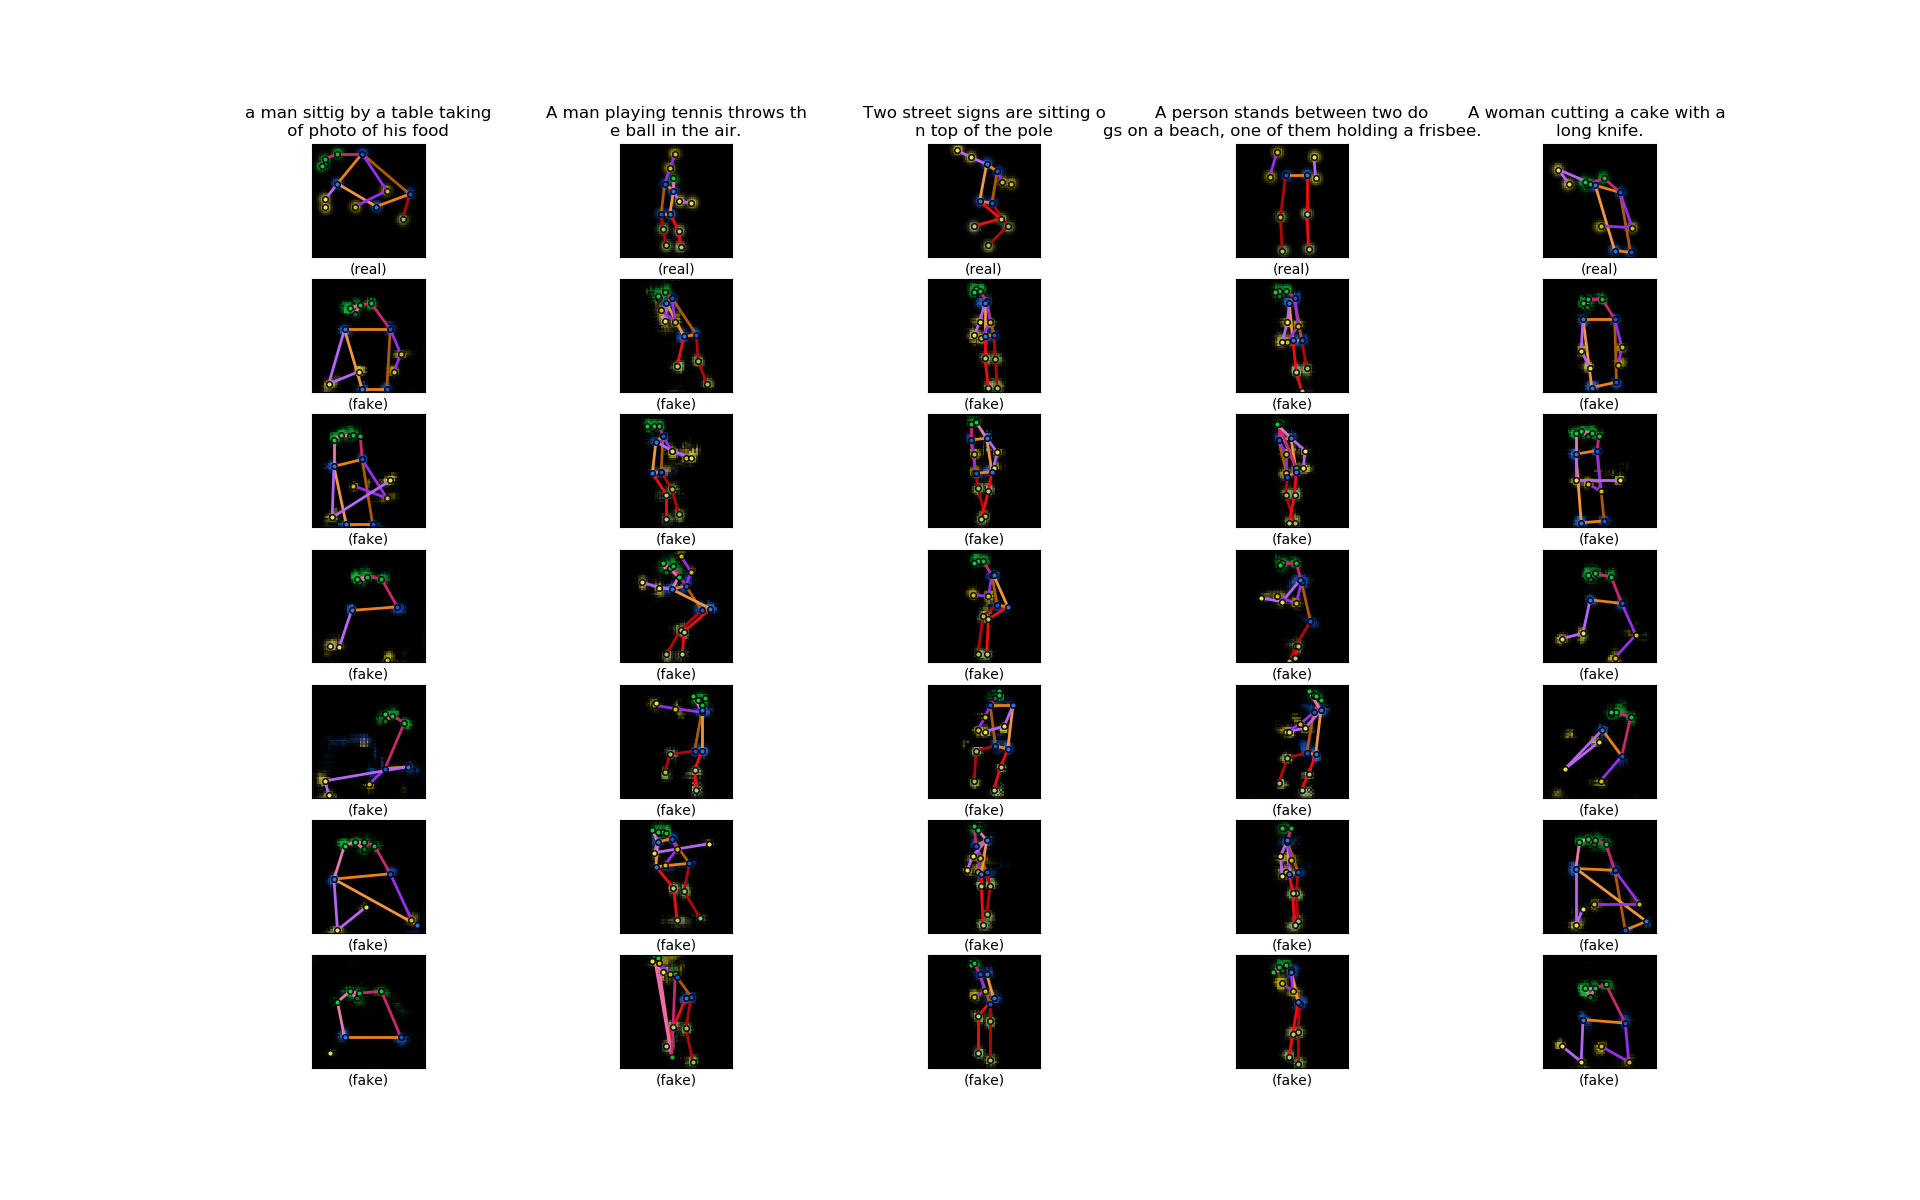 a man sittig by a table taking
of photo of his food
A man playing tennis throws th
e ball in the air.
Two street signs are sitting o
n top of the pole
A person stands between two do
gs on a beach, one of them holding a frisbee.
A woman cutting a cake with a
long knife.
(real) (real) (real) (real) (real)
(fake) (fake) (fake) (fake) (fake)
(fake) (fake) (fake) (fake) (fake)
(fake) (fake) (fake) (fake) (fake)
(fake) (fake) (fake) (fake) (fake)
(fake) (fake) (fake) (fake) (fake)
(fake) (fake) (fake) (fake) (fake)